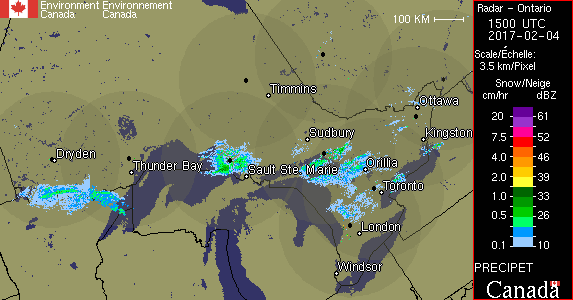 Environment Environnement
Canada Canada
100 KM
Timmins
Ottawa
Sudbury
Kingston
Dryden
Thunder Bay
Sault Ste. Marie
Orillia
Toronto
London
Windsor
Radar - Ontario
1500 UTC
2017-02-04
Scale/Échelle:
3.5 km/Pixel
Snow/Neige
cm/hr dBZ
20 61
7.5 52
4.0 46
2.0 39
1.0 33
0.5 26
0.1 10
PRECIPET
Canada